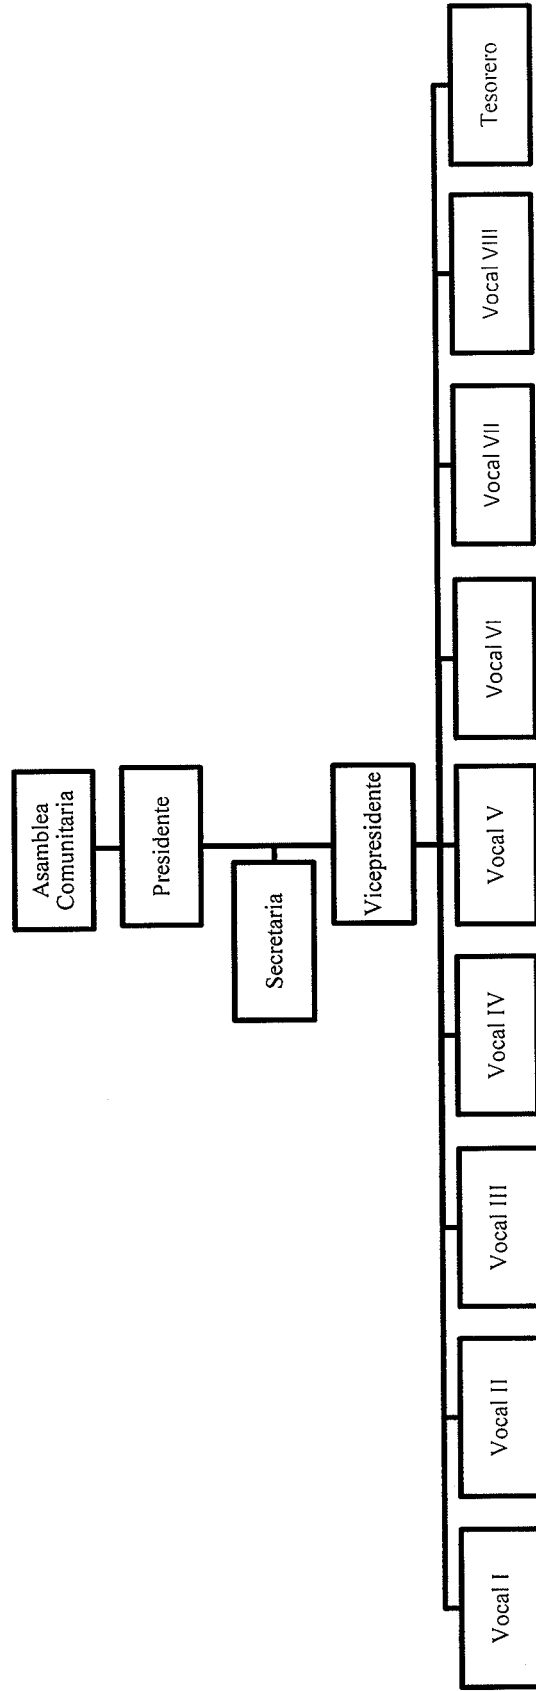 Asamblea
Comunitaria
Presidente
Secretaria
Vicepresidente
Vocal I
Vocal II
Vocal III
Vocal IV
Vocal V
Vocal VI
Vocal VII
Vocal VIII
Tesorero